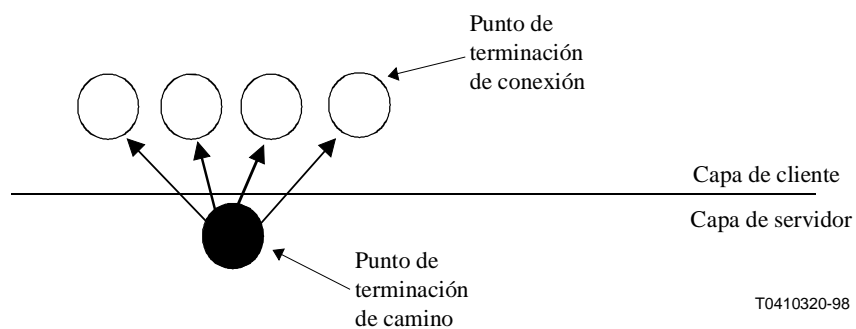 Punto de
terminación
de conexión
Capa de cliente
Capa de servidor
Punto de
terminación
de camino
T0410320-98